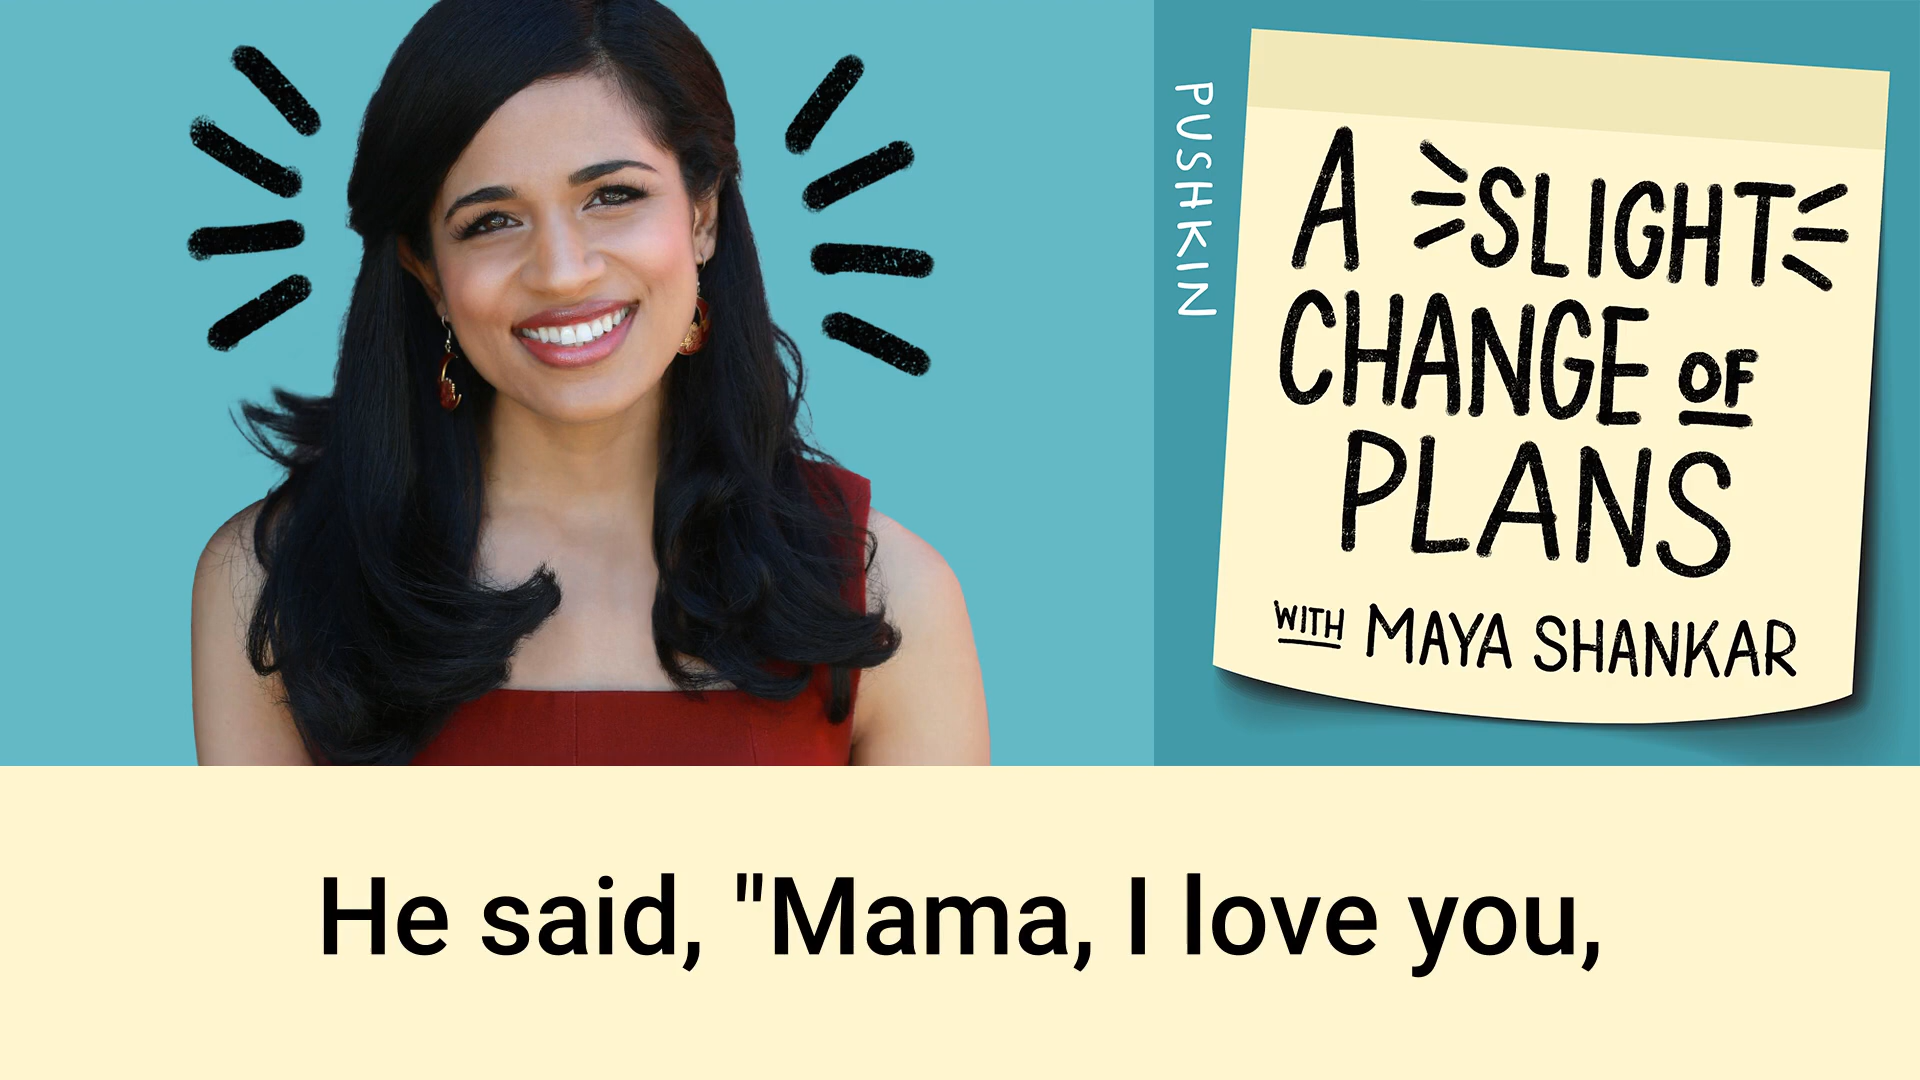 PUSHKIN
A SLIGHT
CHANGE OF
PLANS
WITH MAYA SHANKAR
He said, "Mama, I love you,